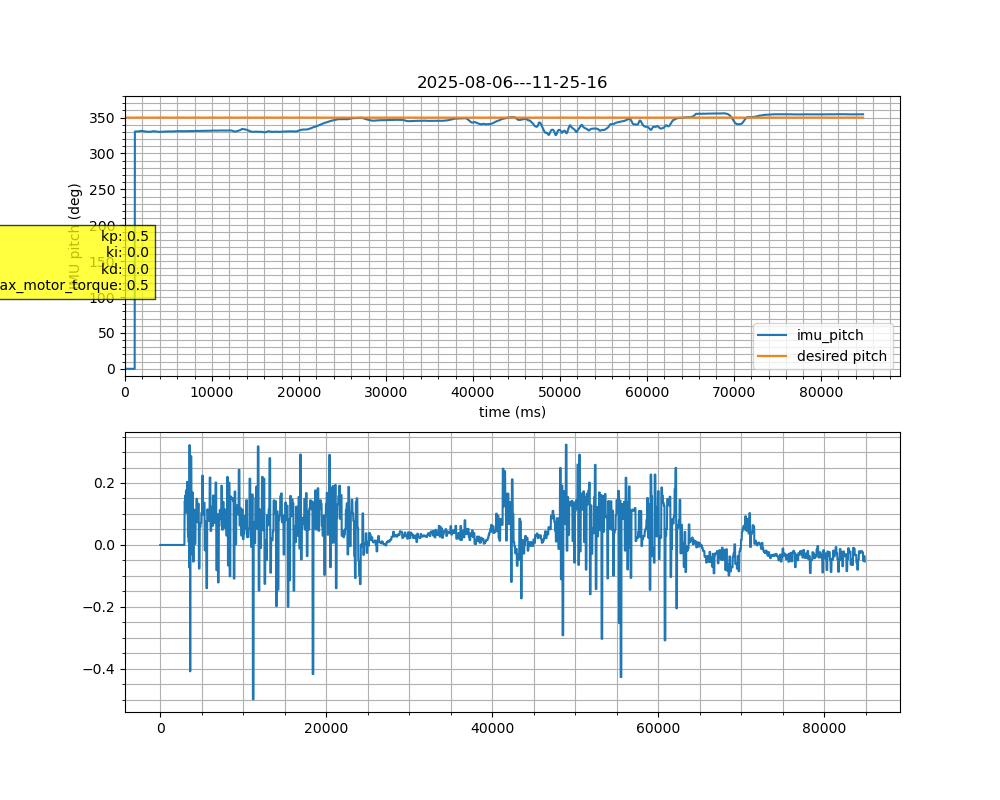 2025-08-06---11-25-16
350
300
250
200
150
100
50
0
IMU pitch (deg)
kp: 0.5
ki: 0.0
kd: 0.0
ax_motor_torque: 0.5
imu_pitch
desired pitch
0 10000 20000 30000 40000 50000 60000 70000 80000
time (ms)
0.2
0.0
−0.2
−0.4
0 20000 40000 60000 80000